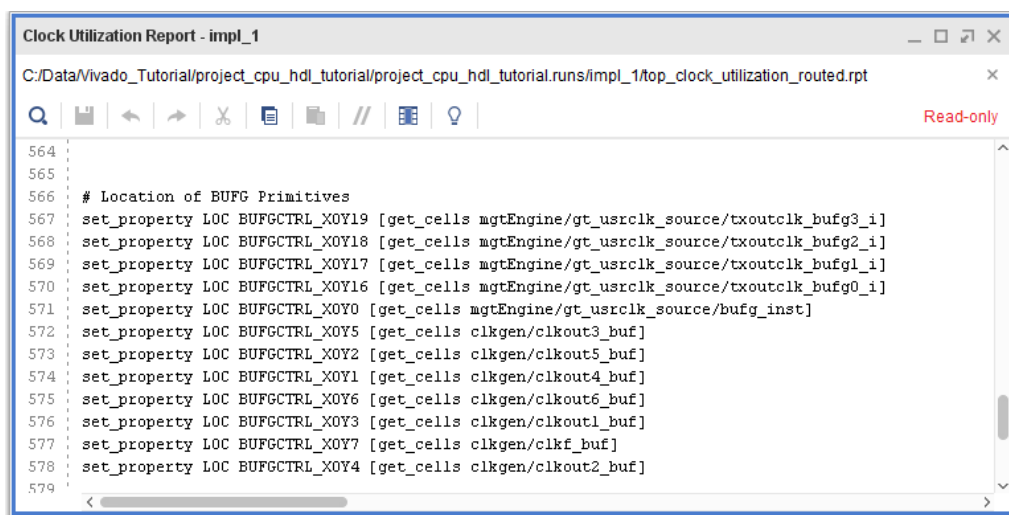 Clock Utilization Report - impl_1
C:/Data/Vivado_Tutorial/project_cpu_hdl_tutorial/project_cpu_hdl_tutorial.runs/impl_1/top_clock_utilization_routed.rpt
Read-only
564
565
566 # Location of BUFG Primitives
567 set_property LOC BUFGCTRL_X0Y19 [get_cells mgtEngine/gt_usrclk_source/txoutclk_bufg3_i]
568 set_property LOC BUFGCTRL_X0Y18 [get_cells mgtEngine/gt_usrclk_source/txoutclk_bufg2_i]
569 set_property LOC BUFGCTRL_X0Y17 [get_cells mgtEngine/gt_usrclk_source/txoutclk_bufg1_i]
570 set_property LOC BUFGCTRL_X0Y16 [get_cells mgtEngine/gt_usrclk_source/txoutclk_bufg0_i]
571 set_property LOC BUFGCTRL_X0Y0 [get_cells mgtEngine/gt_usrclk_source/bufg_inst]
572 set_property LOC BUFGCTRL_X0Y5 [get_cells clkgen/clkout3_buf]
573 set_property LOC BUFGCTRL_X0Y2 [get_cells clkgen/clkout5_buf]
574 set_property LOC BUFGCTRL_X0Y1 [get_cells clkgen/clkout4_buf]
575 set_property LOC BUFGCTRL_X0Y6 [get_cells clkgen/clkout6_buf]
576 set_property LOC BUFGCTRL_X0Y3 [get_cells clkgen/clkout1_buf]
577 set_property LOC BUFGCTRL_X0Y7 [get_cells clkgen/clkf_buf]
578 set_property LOC BUFGCTRL_X0Y4 [get_cells clkgen/clkout2_buf]
579